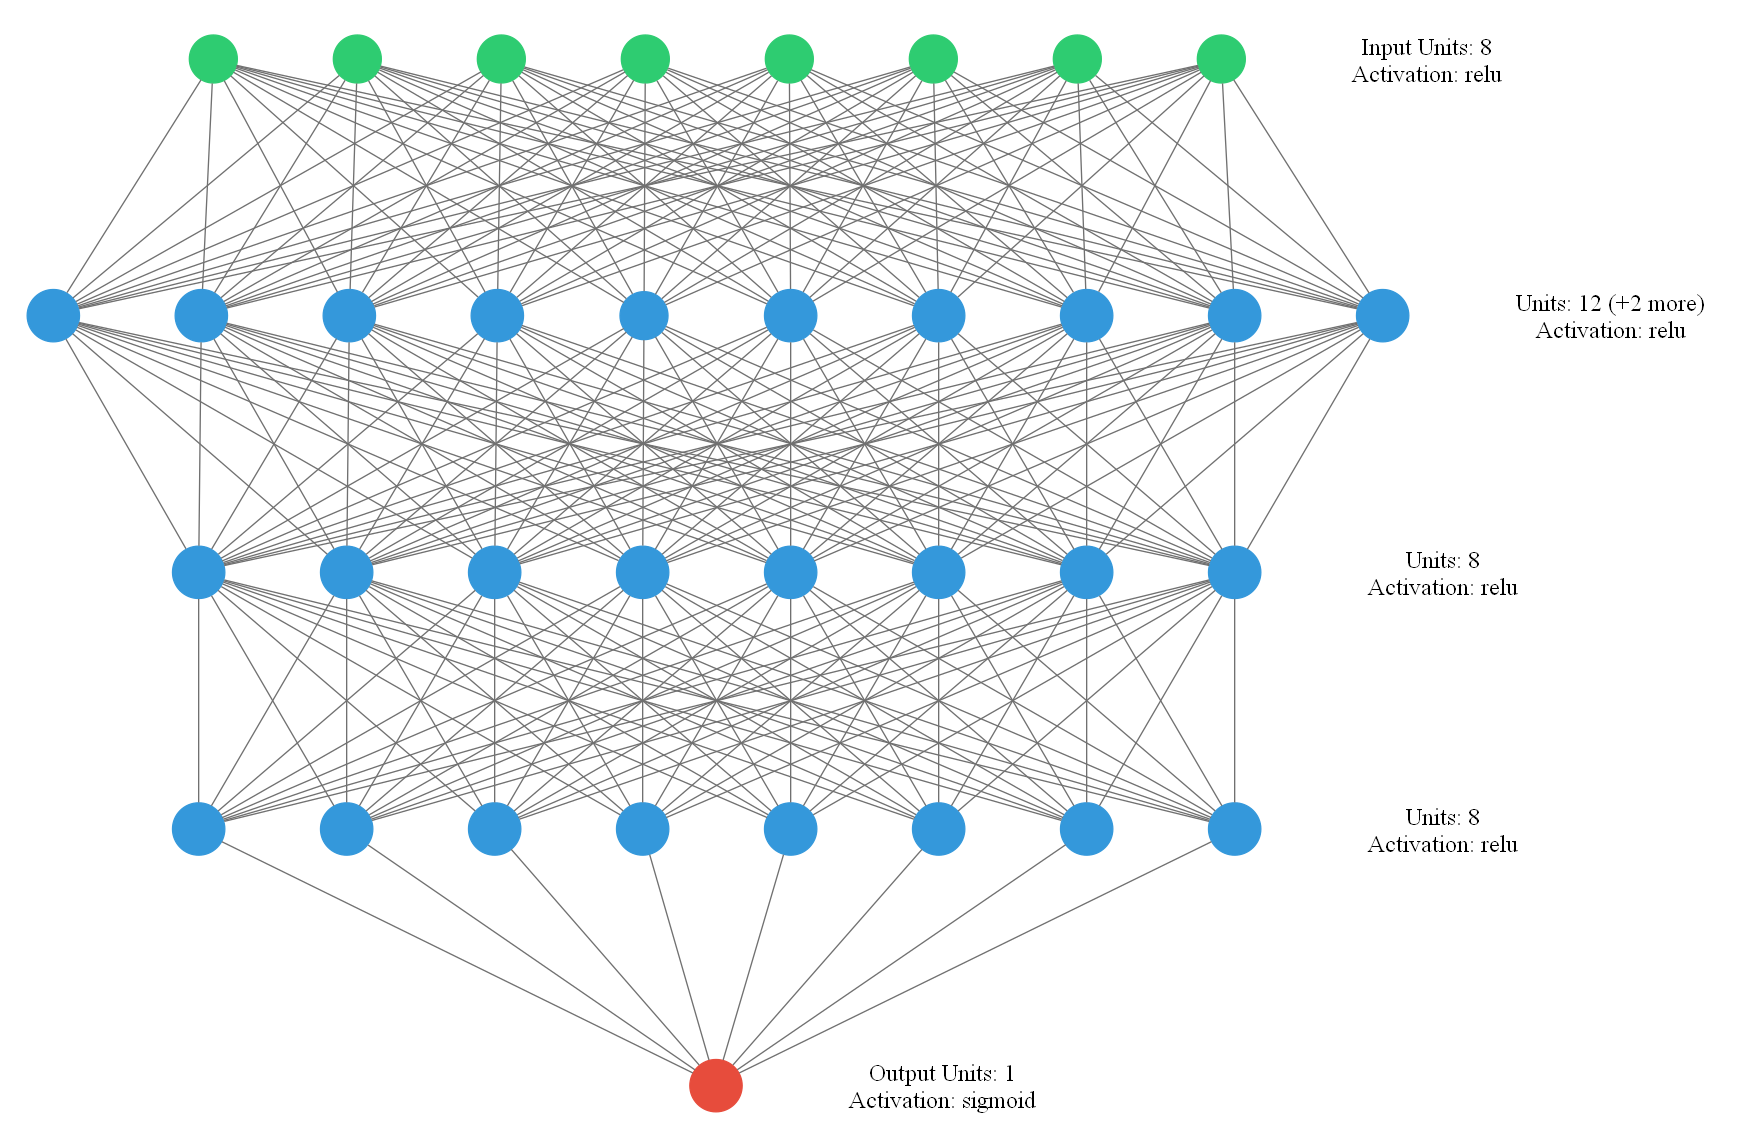 Input Units: 8
Activation: relu
Units: 12 (+2 more)
Activation: relu
Units: 8
Activation: relu
Units: 8
Activation: relu
Output Units: 1
Activation: sigmoid